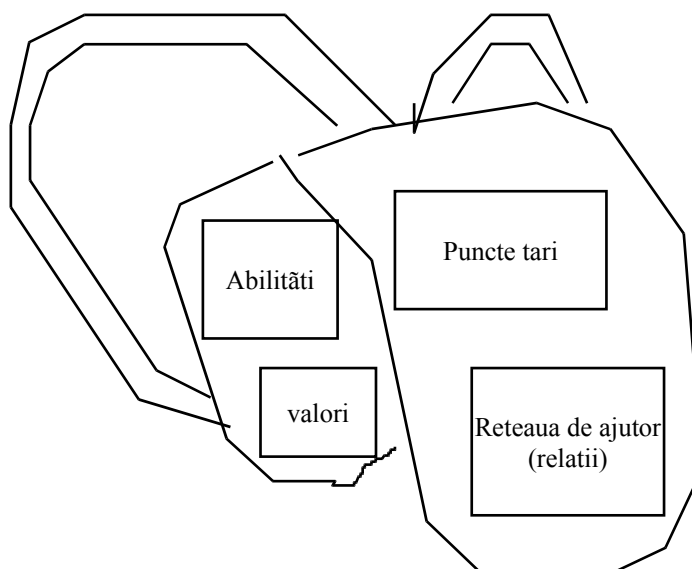 Puncte tari
Abilitãti
valori
Reteaua de ajutor
(relatii)